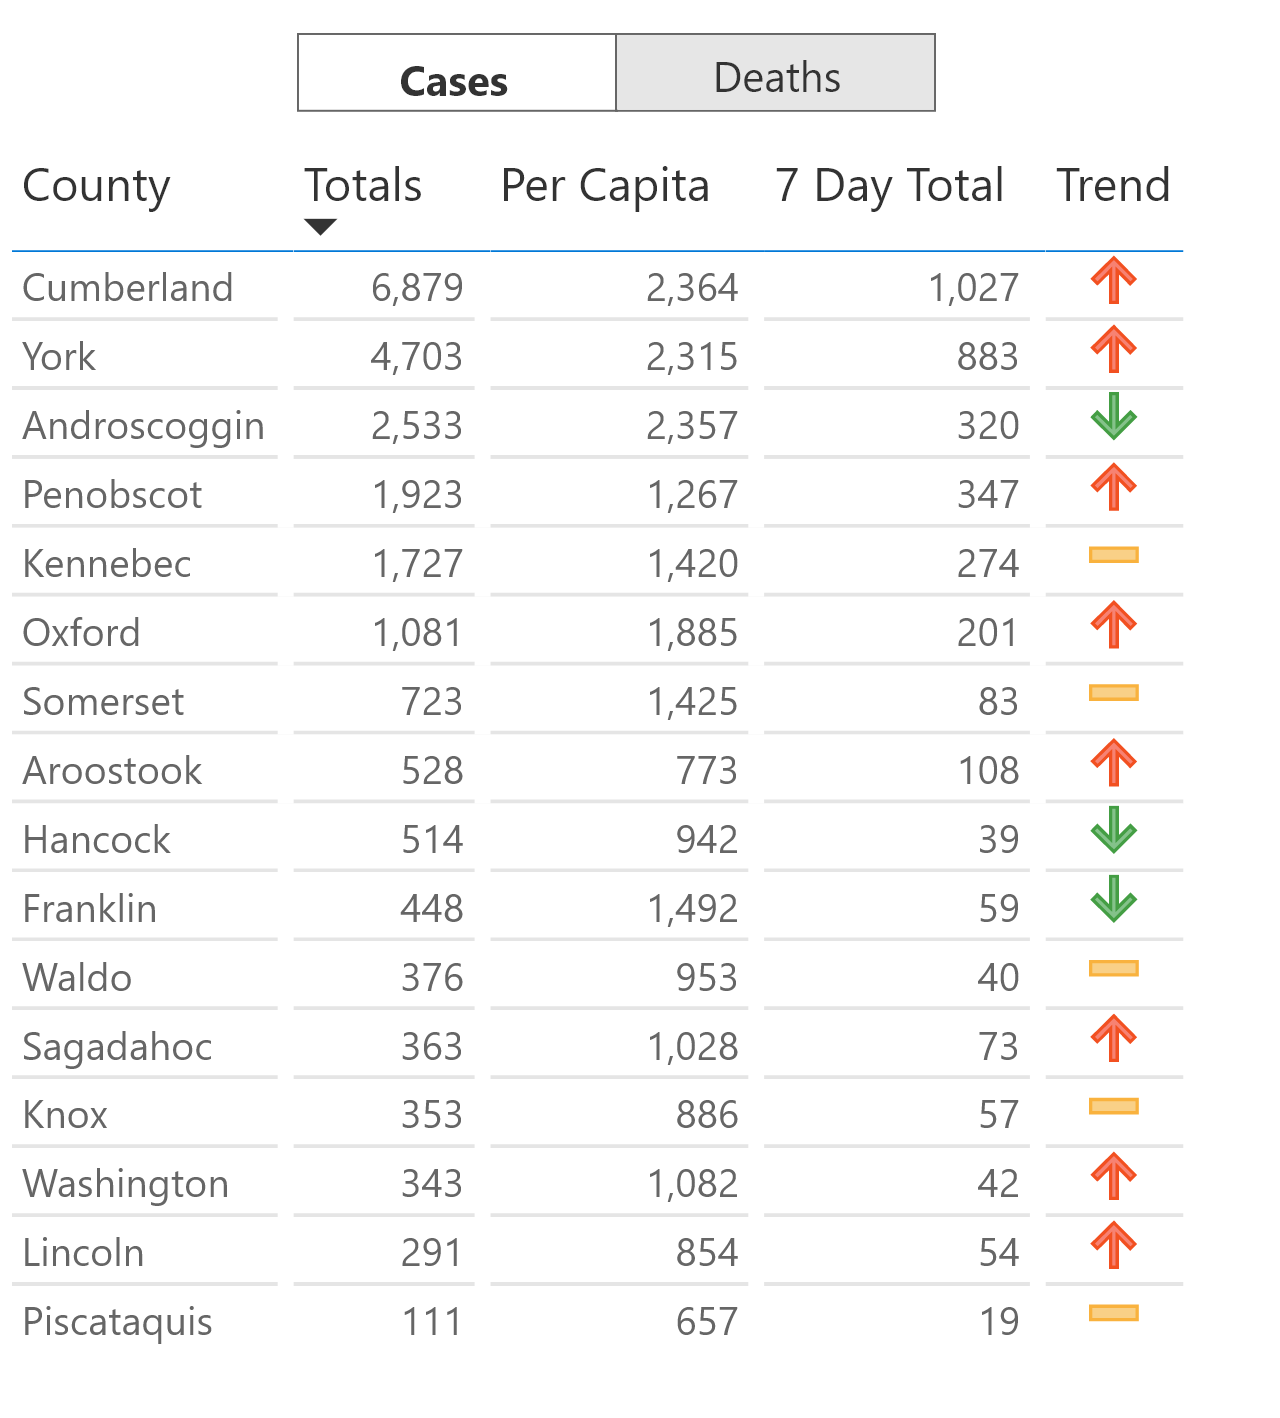 Cases Deaths
County Totals Per Capita 7 Day Total Trend
Cumberland 6,879 2,364 1,027
York 4,703 2,315 883
Androscoggin 2,533 2,357 320
Penobscot 1,923 1,267 347
Kennebec 1,727 1,420 274
Oxford 1,081 1,885 201
Somerset 723 1,425 83
Aroostook 528 773 108
Hancock 514 942 39
Franklin 448 1,492 59
Waldo 376 953 40
Sagadahoc 363 1,028 73
Knox 353 886 57
Washington 343 1,082 42
Lincoln 291 854 54
Piscataquis 111 657 19